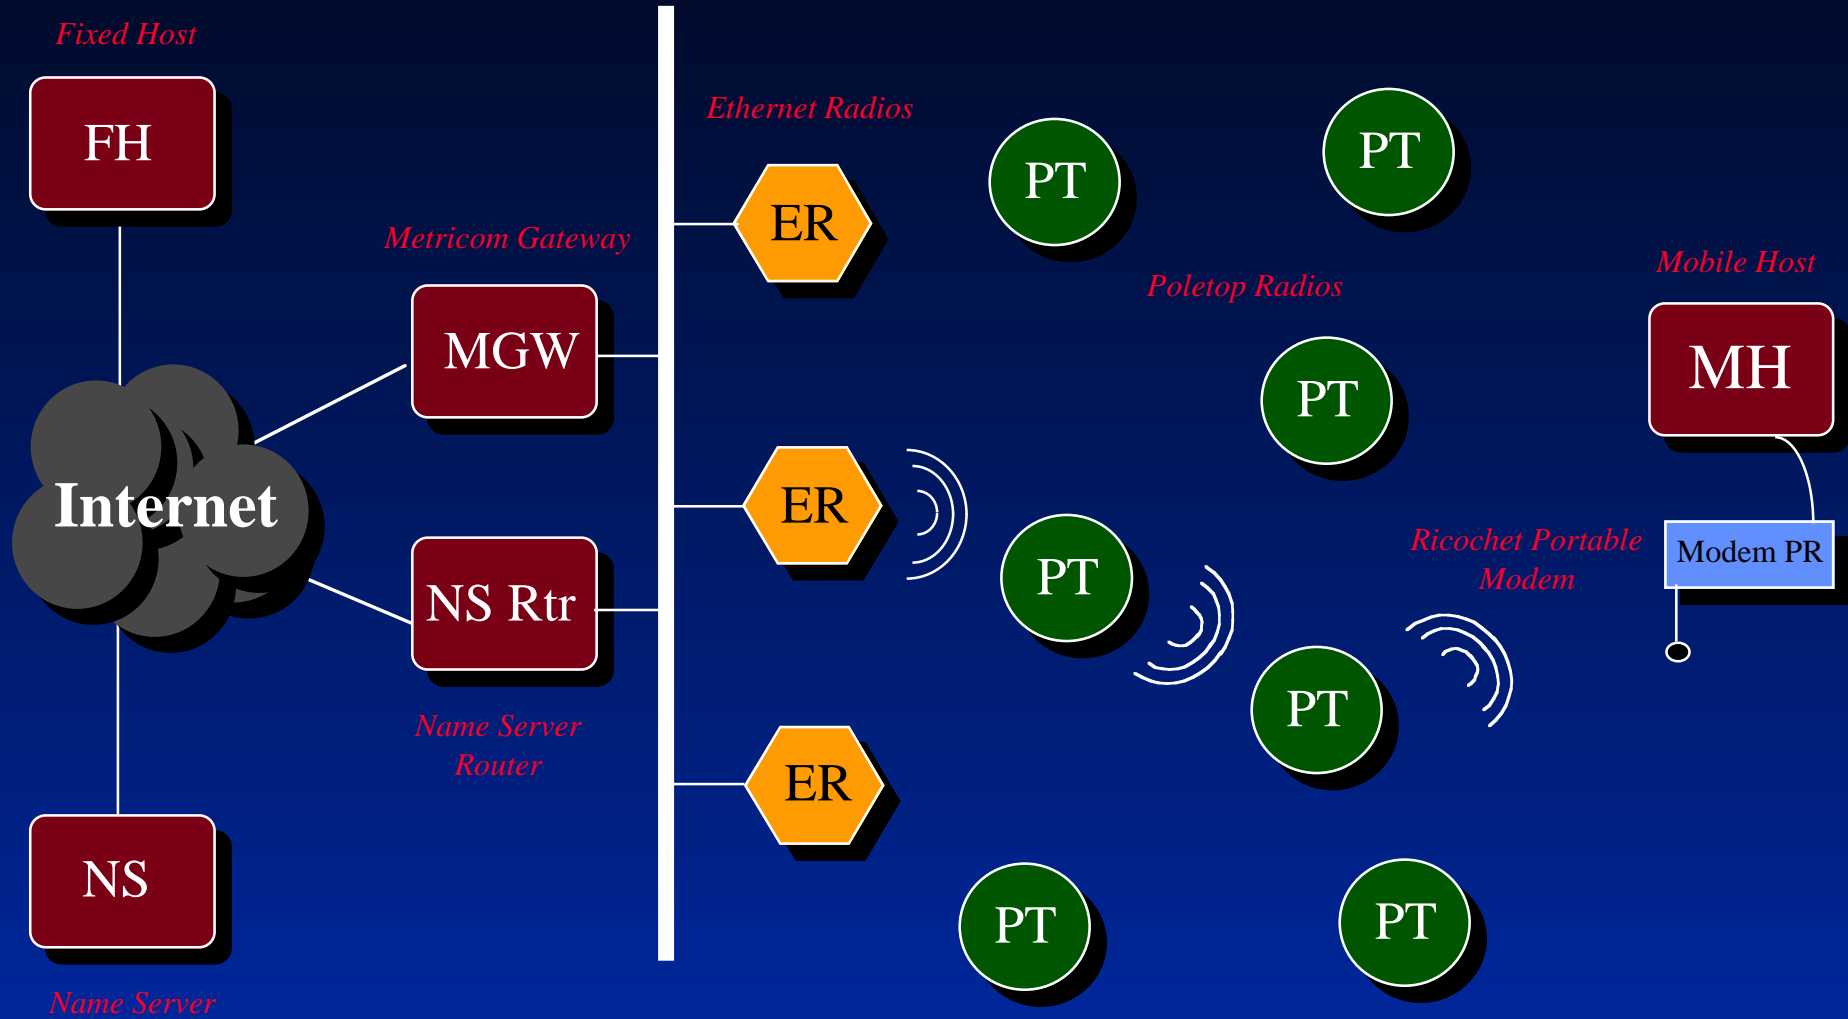 Fixed Host
FH
Ethernet Radios
PT
PT
ER
Metricom Gateway
Mobile Host
Poletop Radios
MGW
MH
PT
Internet
ER
Ricochet Portable
Modem
Modem PR
PT
NS Rtr
PT
Name Server
Router
ER
NS
PT
PT
Name Server